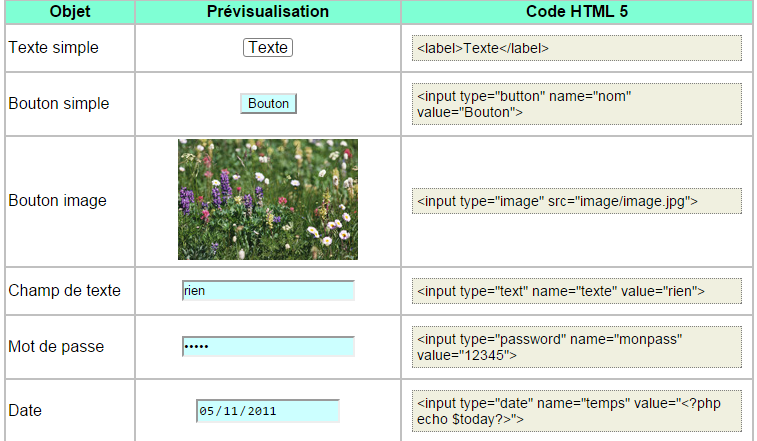 Objet Prévisualisation Code HTML 5
Texte simple Texte <label>Texte</label>
Bouton simple Bouton <input type="button" name="nom"
value="Bouton">
Bouton image <input type="image" src="image/image.jpg">
Champ de texte rien <input type="text" name="texte" value="rien">
Mot de passe ••••• <input type="password" name="monpass"
value="12345">
Date 05/11/2011 <input type="date" name="temps" value="<?php
echo $today?>">